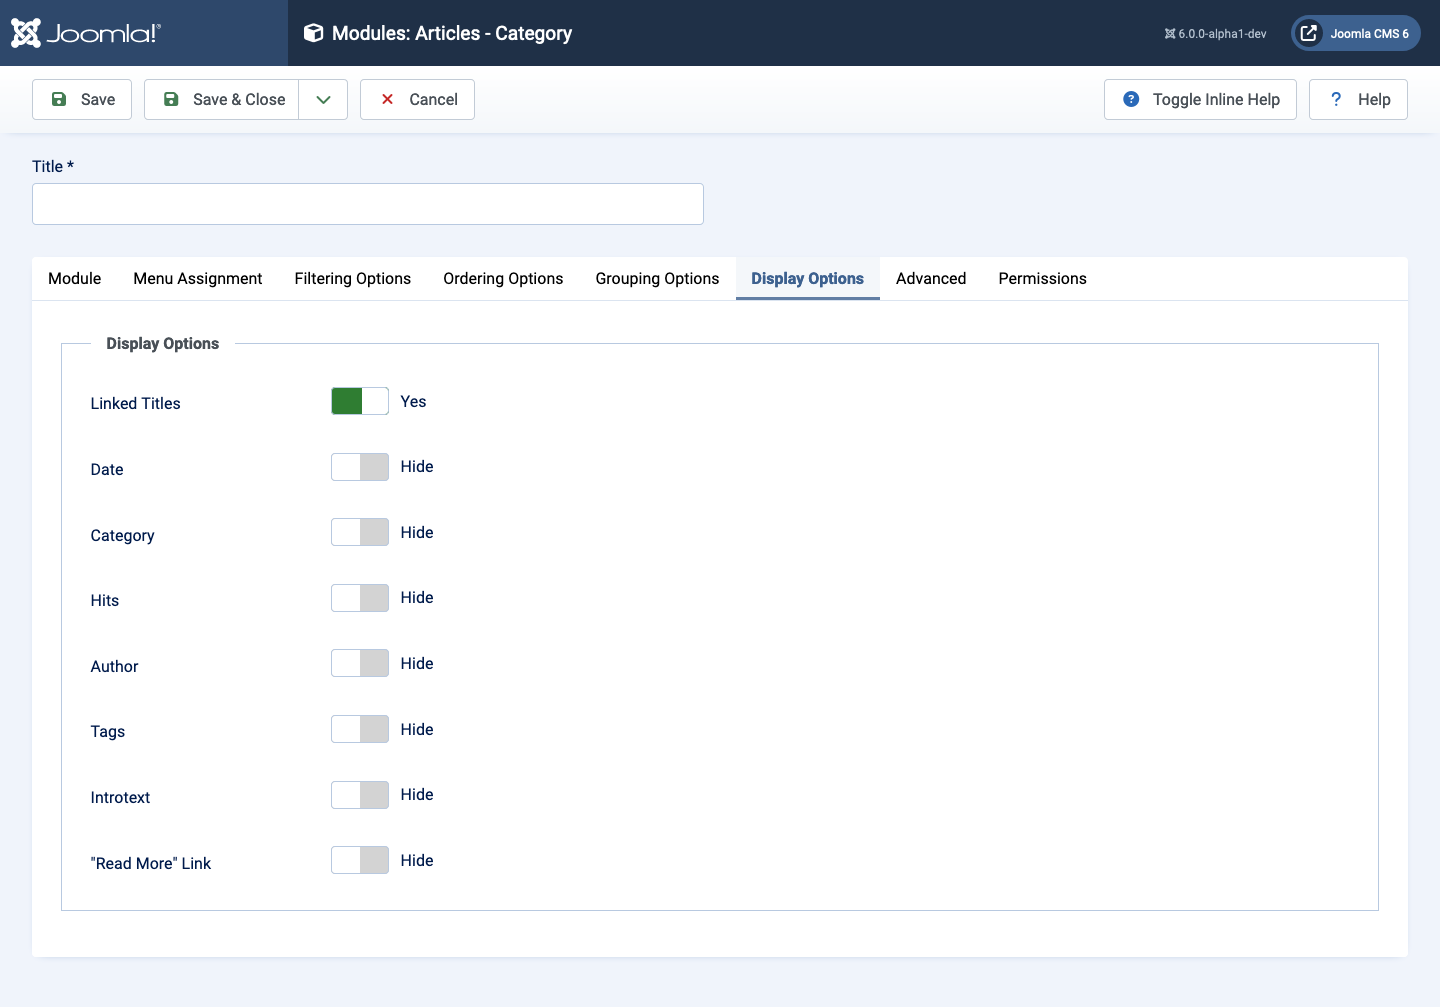 Joomla!®
Modules: Articles - Category
6.0.0-alpha1-dev
Joomla CMS 6
Save
Save & Close
Cancel
Toggle Inline Help
? Help
Title *
Module Menu Assignment Filtering Options Ordering Options Grouping Options Display Options Advanced Permissions
Display Options
Linked Titles Yes
Date Hide
Category Hide
Hits Hide
Author Hide
Tags Hide
Introtext Hide
"Read More" Link Hide